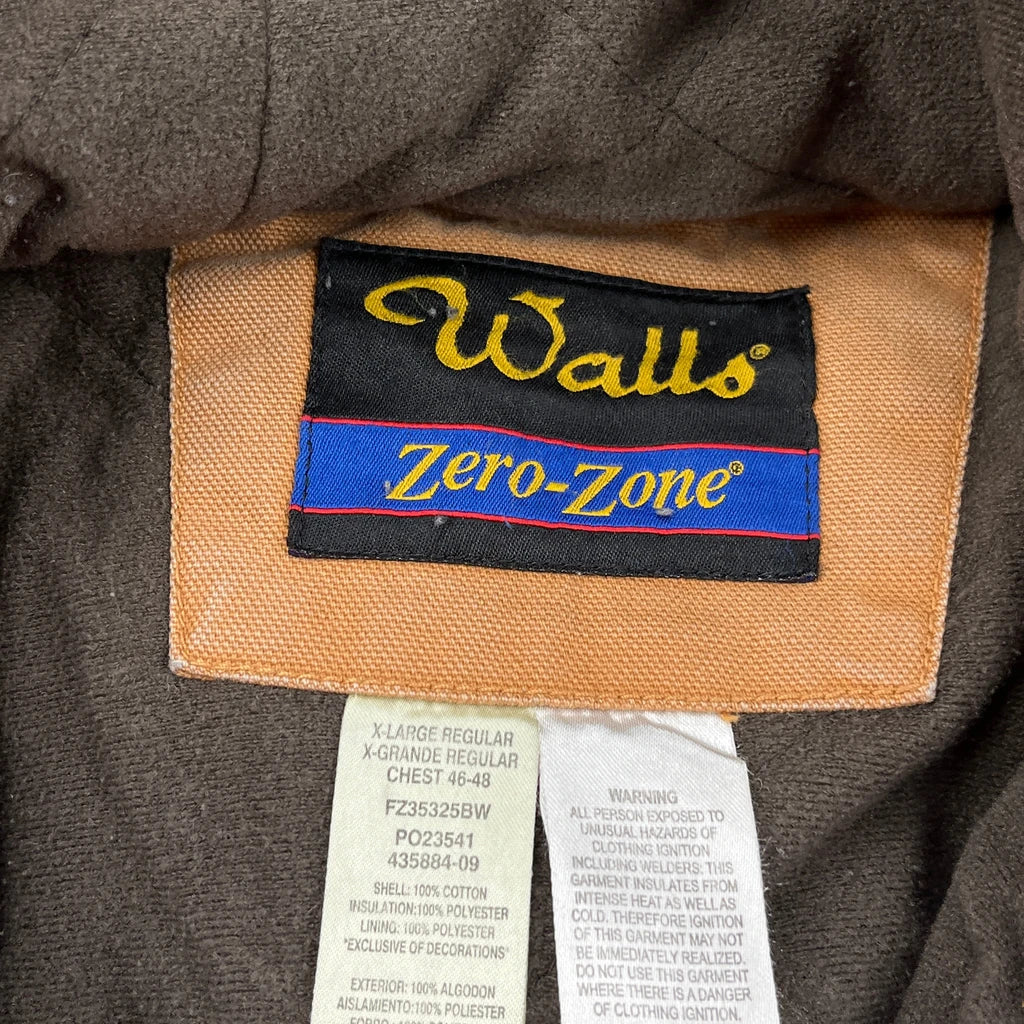 Walls®
Zero-Zone®
X-LARGE REGULAR
X-GRANDE REGULAR
CHEST 46-48
FZ35325BW
PO23541
435884-09
SHELL: 100% COTTON
INSULATION:100% POLYESTER
LINING: 100% POLYESTER
"EXCLUSIVE OF DECORATIONS"
EXTERIOR: 100% ALGODON
AISLAMIENTO: 100% POLIESTER
WARNING
ALL PERSON EXPOSED TO
UNUSUAL HAZARDS OF
CLOTHING IGNITION
INCLUDING WELDERS: THIS
GARMENT INSULATES FROM
INTENSE HEAT AS WELL AS
COLD. THEREFORE IGNITION
OF THIS GARMENT MAY NOT
BE IMMEDIATELY REALIZED.
DO NOT USE THIS GARMENT
WHERE THERE IS A DANGER
OF CLOTHING IGNITION.